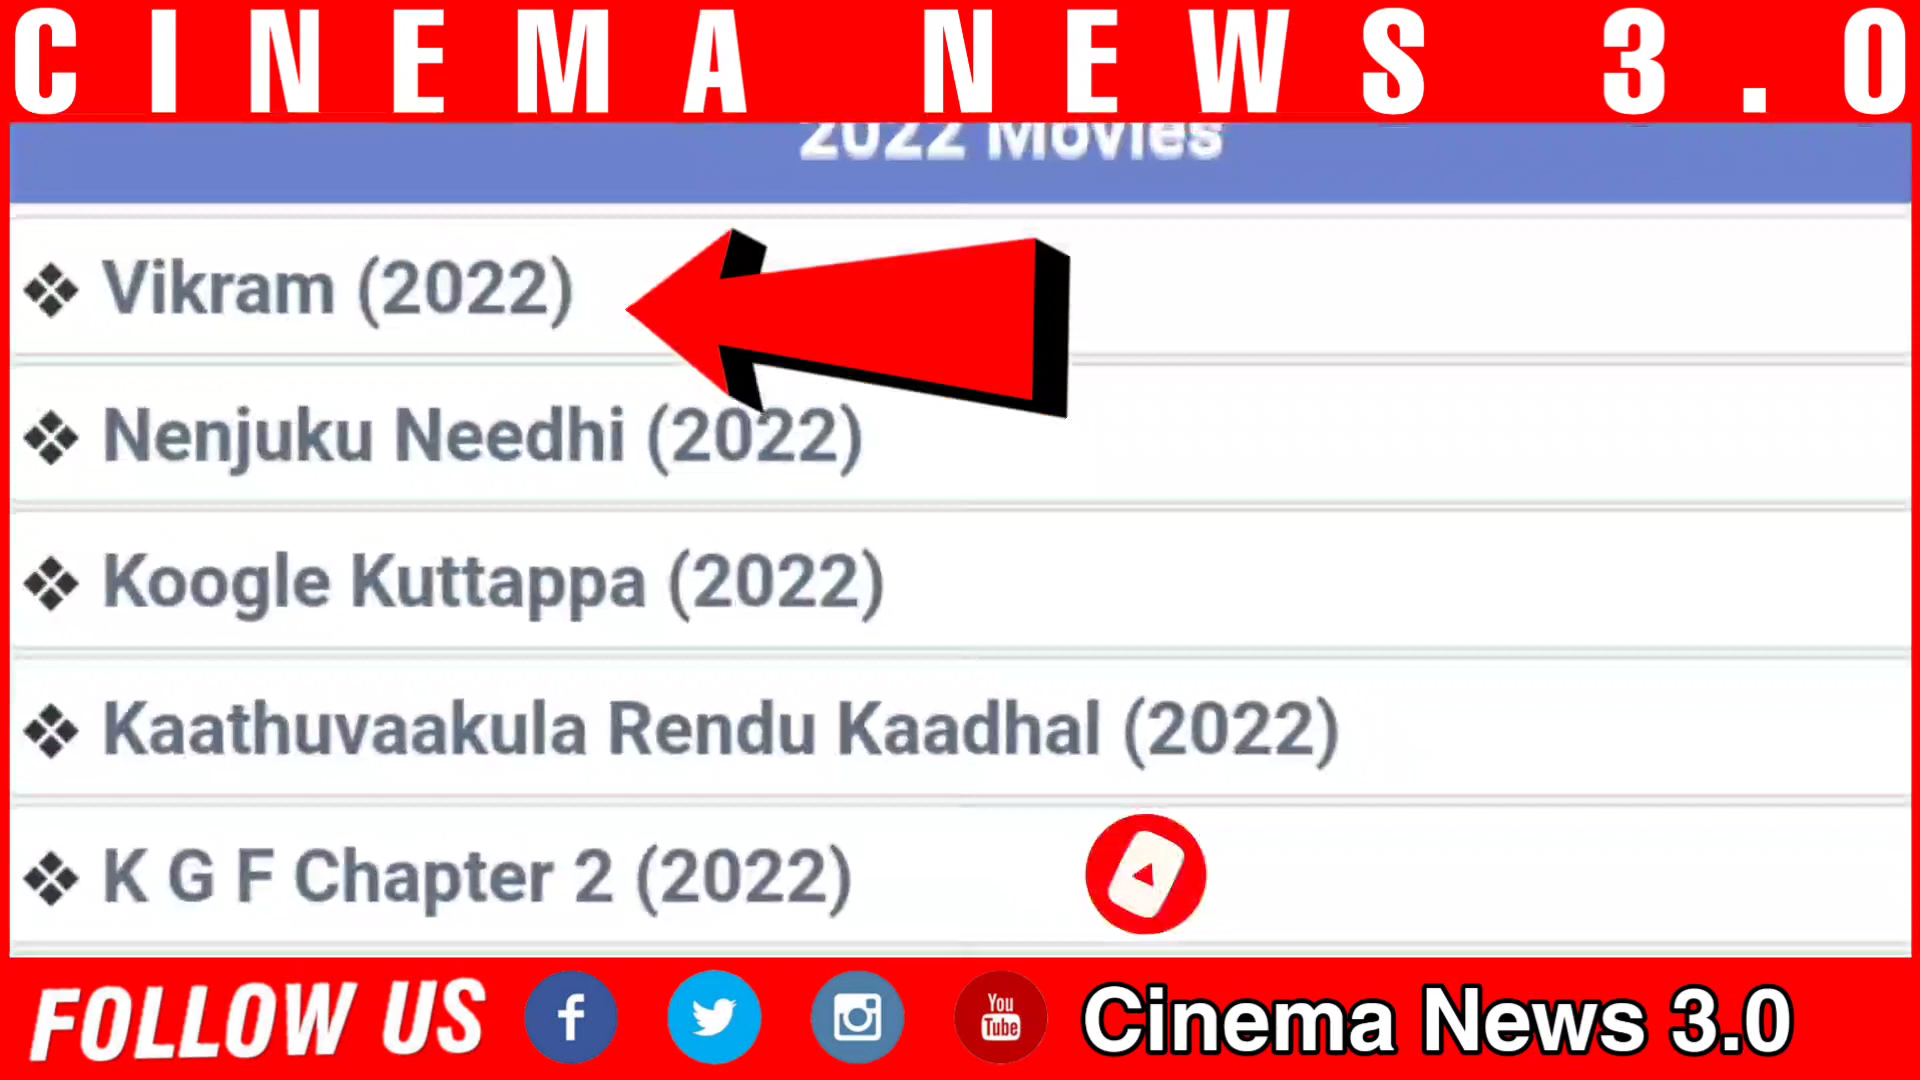 CINEMA NEWS 3.0
2022 Movies
Vikram (2022)
Nenjuku Needhi (2022)
Koogle Kuttappa (2022)
Kaathuvaakula Rendu Kaadhal (2022)
K G F Chapter 2 (2022)
FOLLOW US f You Tube Cinema News 3.0